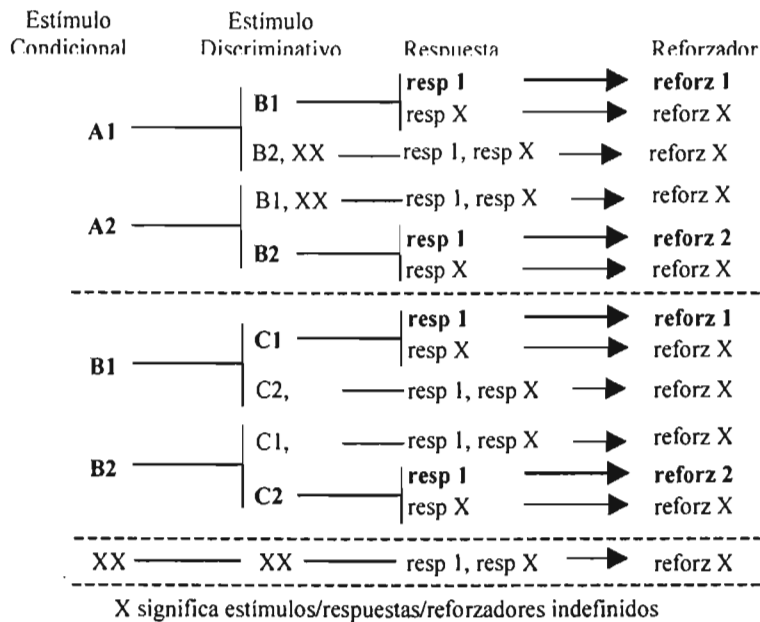 Estímulo Estímulo
Condicional Discriminativo Respuesta Reforzador
resp 1 reforz 1
B1
resp X reforz X
A1
B2, XX resp 1, resp X reforz X
B1, XX resp 1, resp X reforz X
A2
resp 1 reforz 2
B2
resp X reforz X
resp 1 reforz 1
C1
resp X reforz X
B1
C2, resp 1, resp X reforz X
C1, resp 1, resp X reforz X
B2
resp 1 reforz 2
C2
resp X reforz X
XX XX resp 1, resp X reforz X
X significa estímulos/respuestas/reforzadores indefinidos